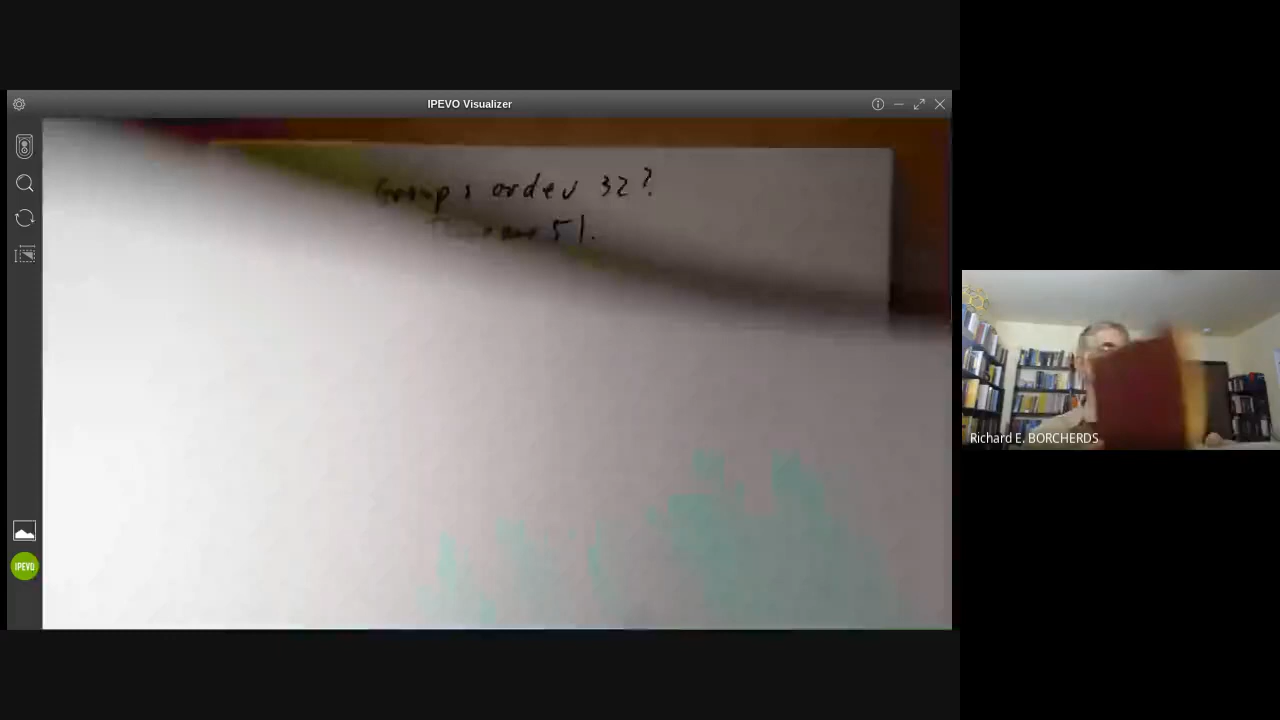 IPEVO Visualizer
Groups order 32?
51.
IPEVO
Richard E. BORCHERDS